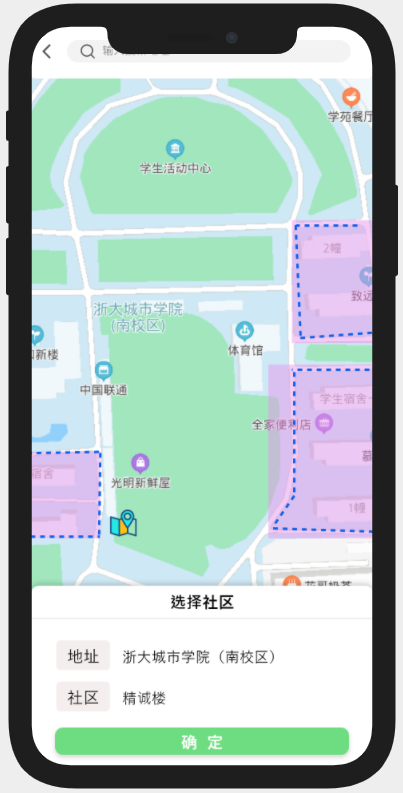 学苑餐厅
学生活动中心
2幢
致远
浙大城市学院
(南校区)
体育馆
新楼
中国联通
学生宿舍
全家便利店
宿舍
光明新鲜屋
1幢
选择社区
地址 浙大城市学院（南校区）
社区 精诚楼
确 定